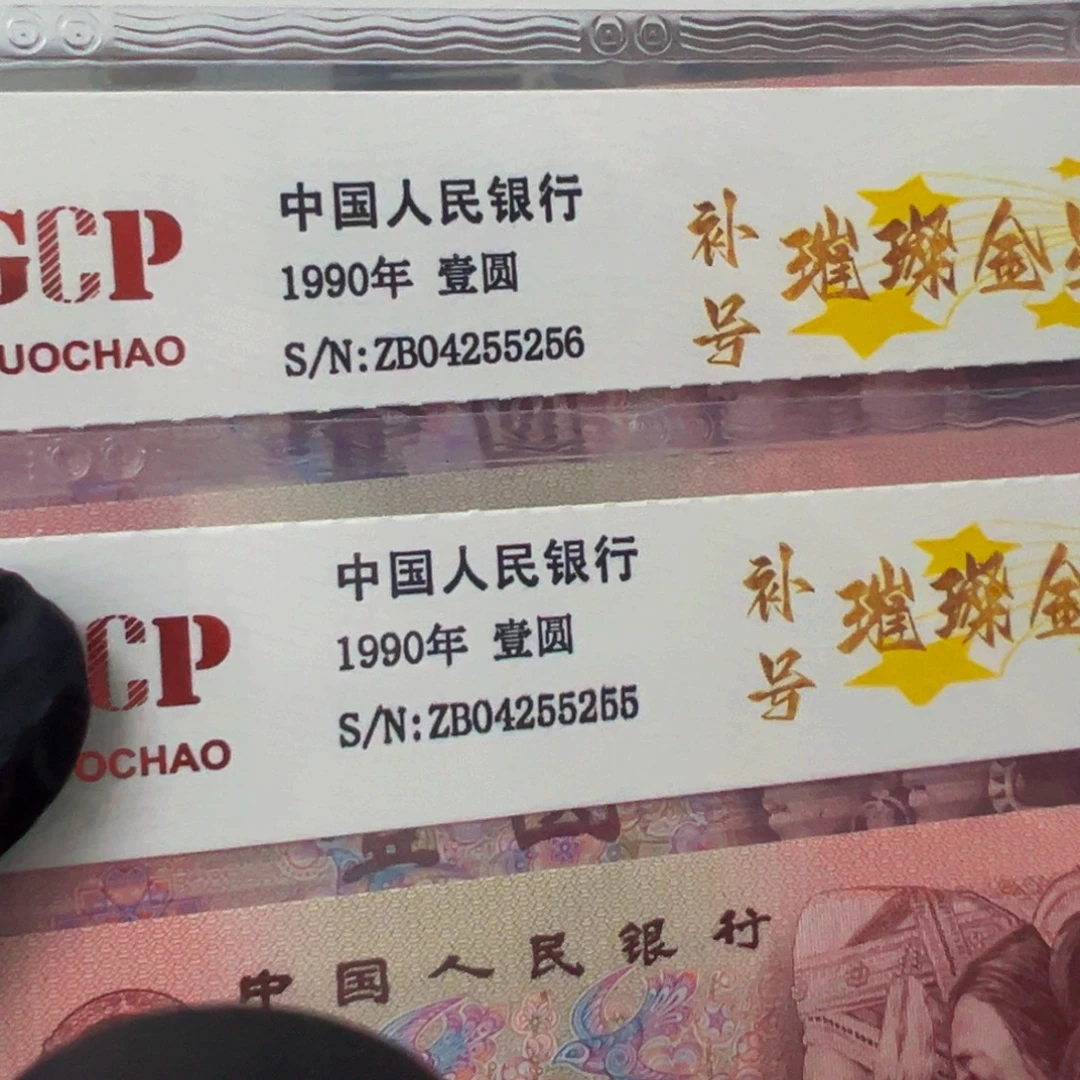 GCP
UOCHAO
中国人民银行
1990年 壹圆
S/N:ZB04255256
补号
璀璨金
CP
OCHAO
中国人民银行
1990年 壹圆
S/N:ZB04255255
补号
璀璨金
中国人民银行